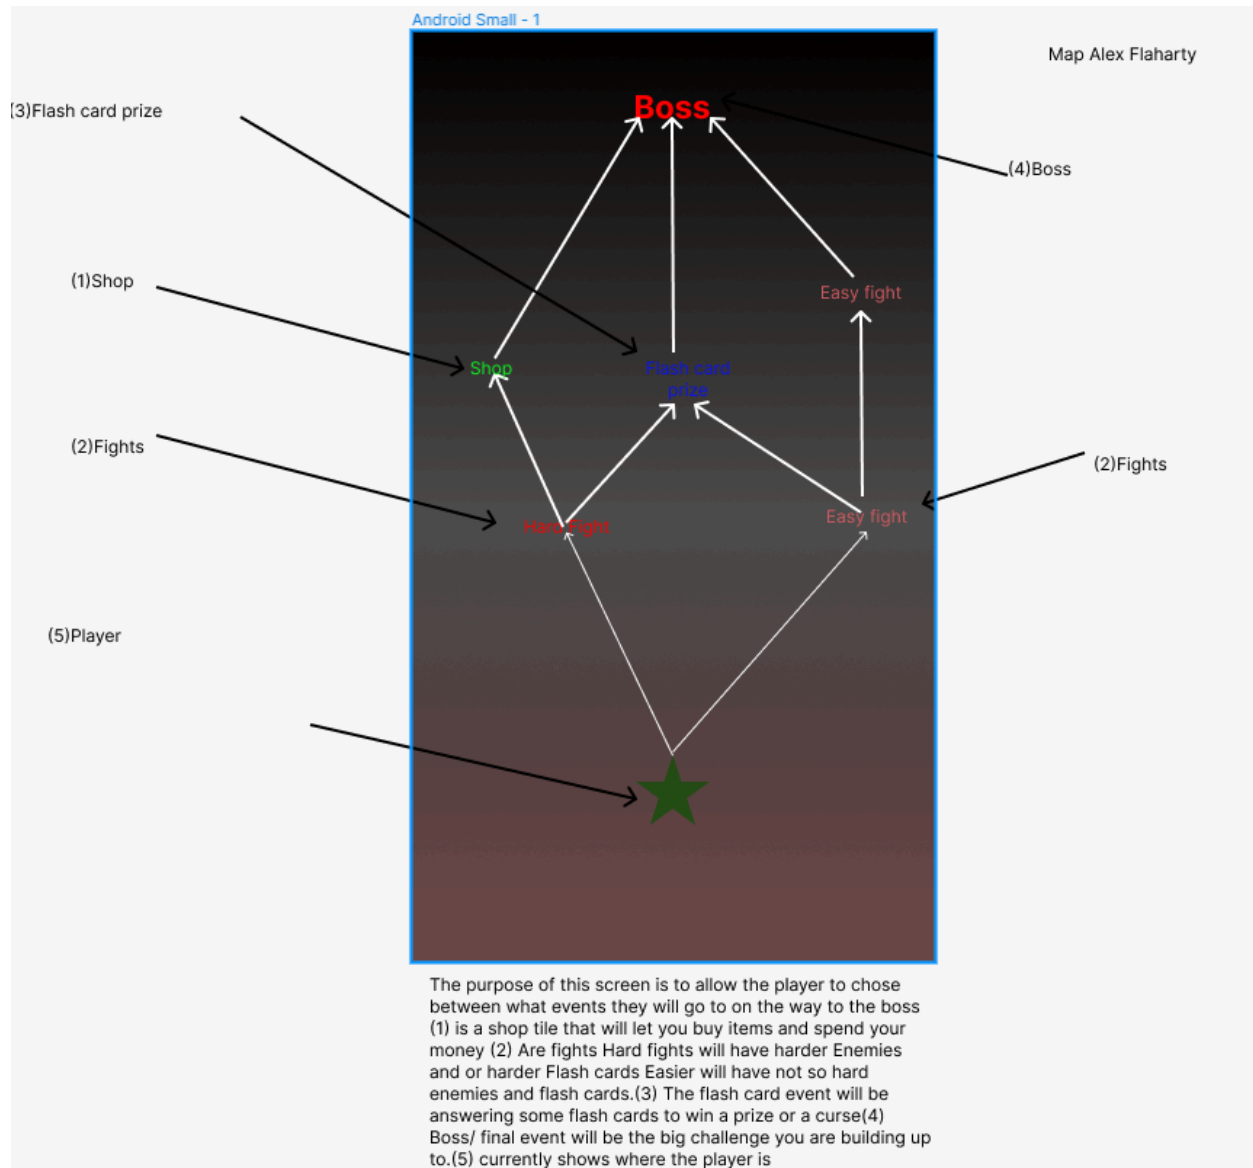 Android Small - 1
Map Alex Flaharty
(3)Flash card prize
Boss
(4)Boss
(1)Shop
Easy fight
Shop
Flash card
prize
(2)Fights
(2)Fights
Hard Fight
Easy fight
(5)Player
The purpose of this screen is to allow the player to chose
between what events they will go to on the way to the boss
(1) is a shop tile that will let you buy items and spend your
money (2) Are fights Hard fights will have harder Enemies
and or harder Flash cards Easier will have not so hard
enemies and flash cards.(3) The flash card event will be
answering some flash cards to win a prize or a curse(4)
Boss/ final event will be the big challenge you are building up
to.(5) currently shows where the player is